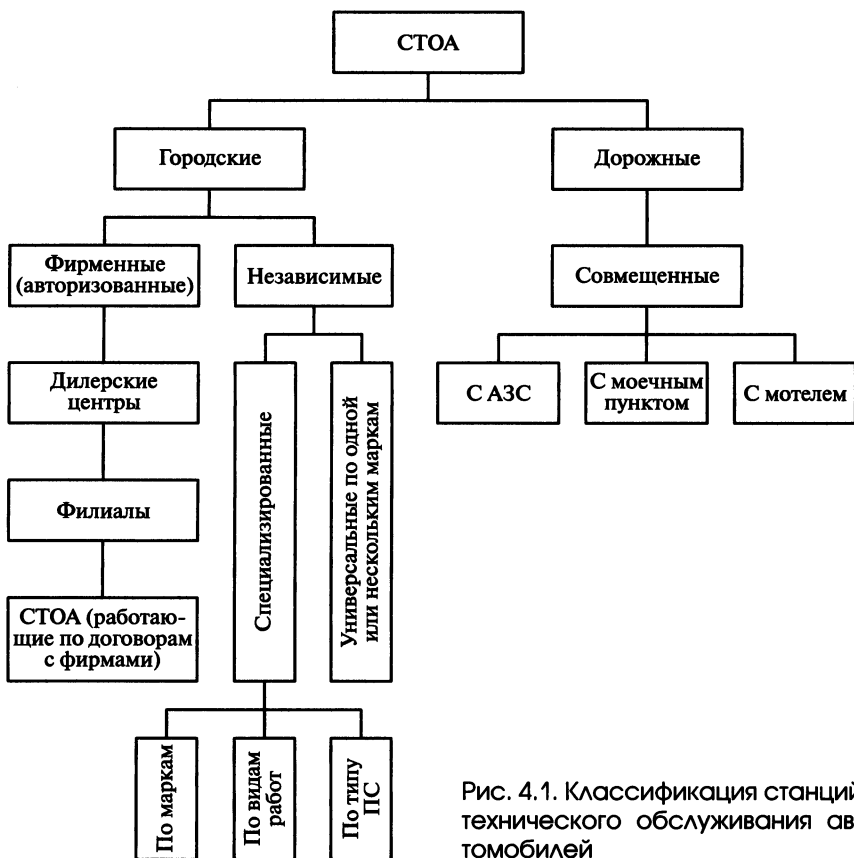 СТОА
Городские
Дорожные
Фирменные
(авторизованные)
Независимые
Совмещенные
Дилерские
центры
С АЗС
С моечным
пунктом
С мотелем
Филиалы
Специализированные
Универсальные по одной
или нескольким маркам
СТОА (работаю-
щие по договорам
с фирмами)
По маркам
По видам
работ
По типу
ПС
Рис. 4.1. Классификация станций
технического обслуживания ав
томобилей